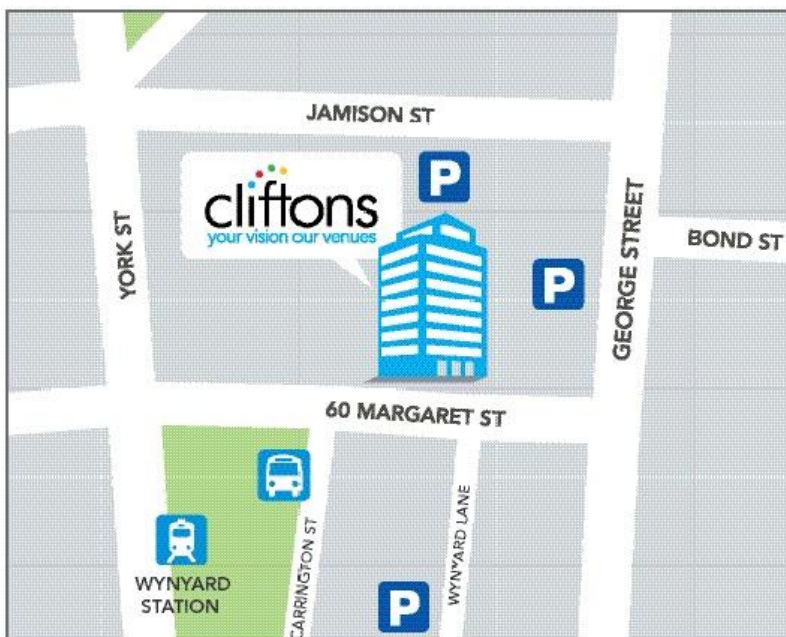 JAMISON ST
P
cliftons
your vision our venues
YORK ST
GEORGE STREET
BOND ST
P
60 MARGARET ST
WYNYARD
STATION
CARRINGTON ST
WYNYARD LANE
P